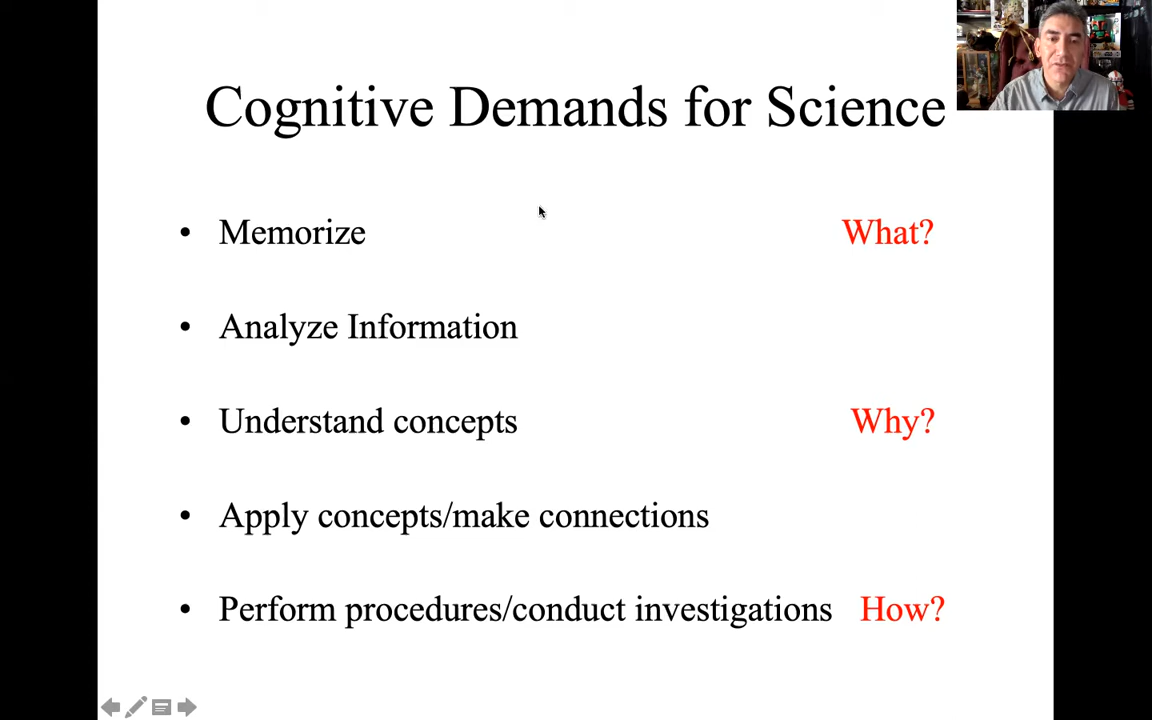 Cognitive Demands for Science
• Memorize What?
• Analyze Information
• Understand concepts Why?
• Apply concepts/make connections
• Perform procedures/conduct investigations How?